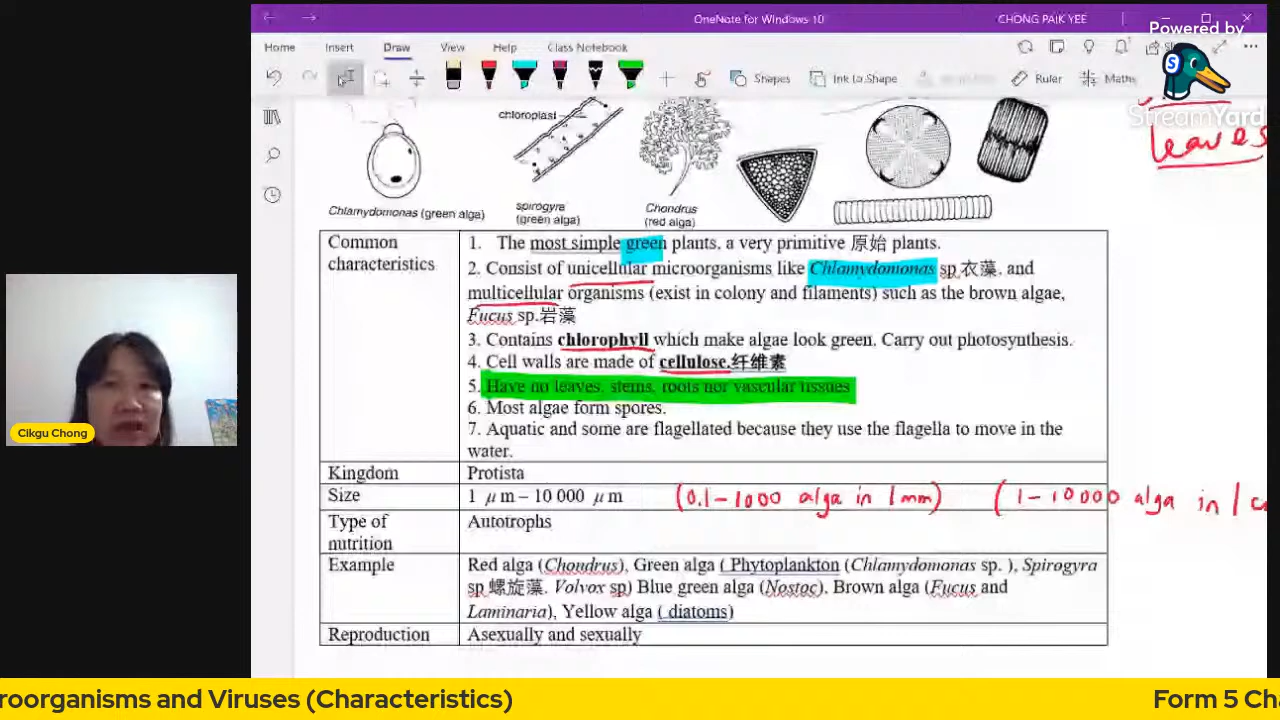 OneNote for Windows 10
CHONG PAIK YEE
Powered by
StreamYard
Home Insert Draw View Help Class Notebook
Shapes Ink to Shape Ruler Maths
leaves
chloroplast
Chlamydomonas (green alga)
spirogyra
(green alga)
Chondrus
(red alga)
Common
characteristics
1. The most simple green plants, a very primitive 原始 plants.
2. Consist of unicellular microorganisms like Chlamydomonas sp衣藻. and
multicellular organisms (exist in colony and filaments) such as the brown algae,
Fucus sp.岩藻
3. Contains chlorophyll which make algae look green. Carry out photosynthesis.
4. Cell walls are made of cellulose.纤维素
5. Have no leaves, stems, roots nor vascular tissues
6. Most algae form spores.
7. Aquatic and some are flagellated because they use the flagella to move in the
water.
Kingdom Protista
Size 1 μm – 10 000 μm (0.1 – 1000 alga in 1 mm) (1 – 10000 alga in 1 c
Type of
nutrition
Autotrophs
Example
Red alga (Chondrus), Green alga ( Phytoplankton (Chlamydomonas sp. ), Spirogyra
sp 螺旋藻. Volvox sp) Blue green alga (Nostoc), Brown alga (Fucus and
Laminaria), Yellow alga ( diatoms)
Reproduction Asexually and sexually
Cikgu Chong
roorganisms and Viruses (Characteristics) Form 5 Cha